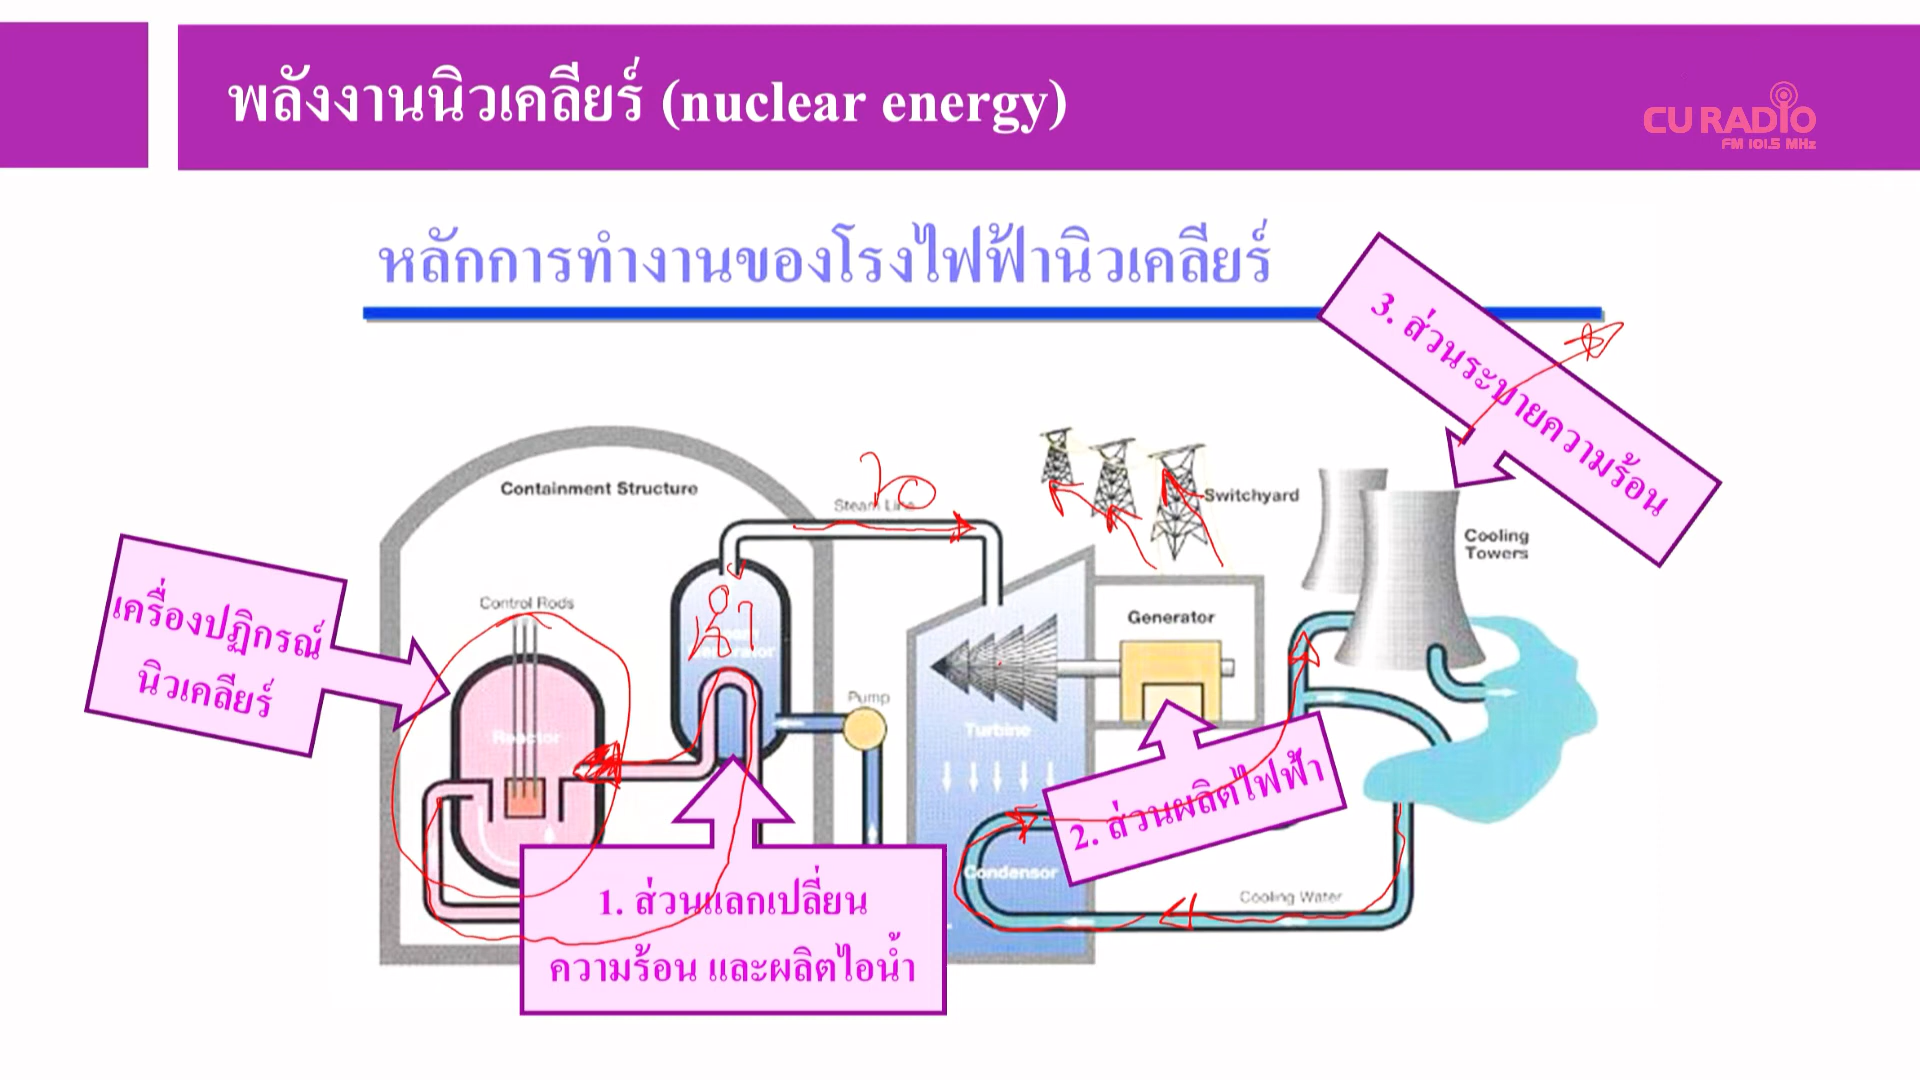 พลังงานนิวเคลียร์ (nuclear energy)
CU RADIO
FM 101.5 MHz
หลักการทำงานของโรงไฟฟ้านิวเคลียร์
3. ส่วนระบายความร้อน
Containment Structure
Steam Line
ไอ
Switchyard
Cooling
Towers
เครื่องปฏิกรณ์
นิวเคลียร์
Control Rods
น้ำ
Generator
Pump
Reactor
Turbine
2. ส่วนผลิตไฟฟ้า
Condensor
Cooling Water
1. ส่วนแลกเปลี่ยน
ความร้อน และผลิตไอน้ำ